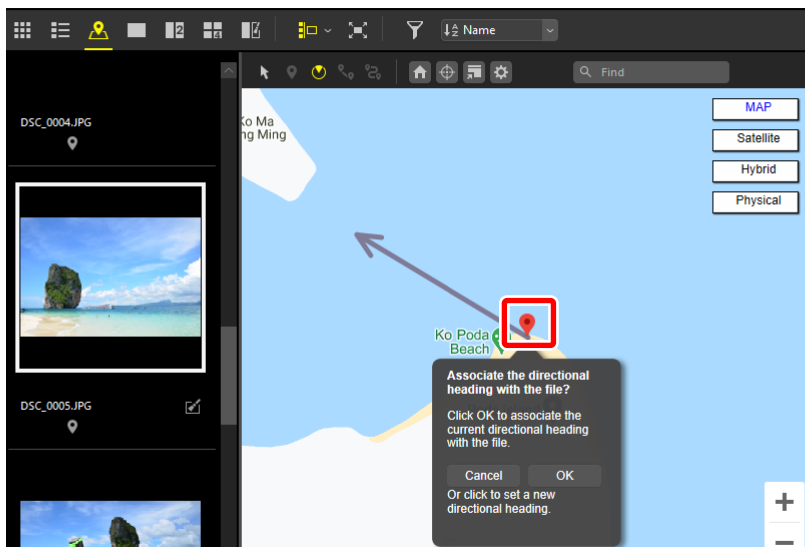 2
4
Name
Find
DSC_0004.JPG
Ko Ma
ng Ming
MAP
Satellite
Hybrid
Physical
Ko Poda
Beach
Associate the directional
heading with the file?
Click OK to associate the
current directional heading
with the file.
Cancel OK
Or click to set a new
directional heading.
DSC_0005.JPG